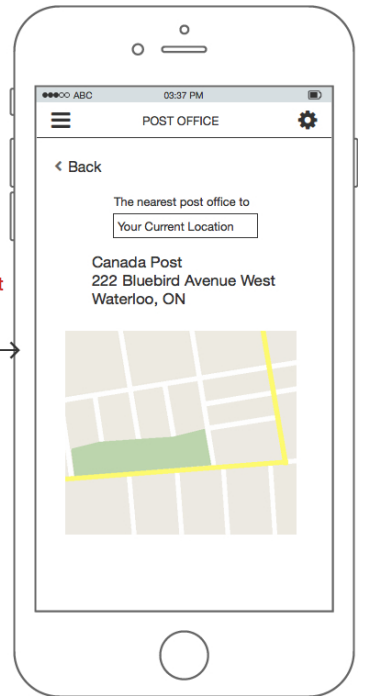 ABC 03:37 PM
POST OFFICE
Back
The nearest post office to
Your Current Location
Canada Post
222 Bluebird Avenue West
Waterloo, ON